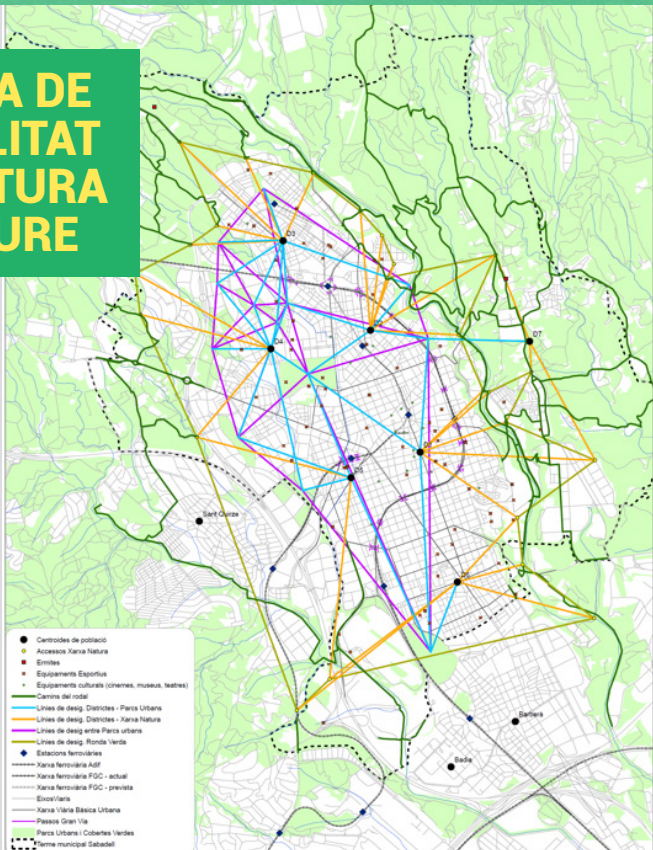 A DE
LITAT
TURA
URE
D3
D7
D4
D5
D6
Sant Quirze
Barbera
Badia
Centroides de població
Accessos Xarxa Natura
Ermites
Equipaments Esportius
Equipaments culturals (cinemes, museus, teatres)
Camins del rodal
Línies de desig. Districtes - Parcs Urbans
Línies de desig. Districtes - Xarxa Natura
Línies de desig entre Parcs urbans
Línies de desig. Ronda Verda
Estacions ferroviàries
Xarxa ferroviària Adif
Xarxa ferroviària FGC - actual
Xarxa ferroviària FGC - prevista
EixosViaris
Xarxa Viària Bàsica Urbana
Passos Gran Via
Parcs Urbans i Cobertes Verdes
Terme municipal Sabadell